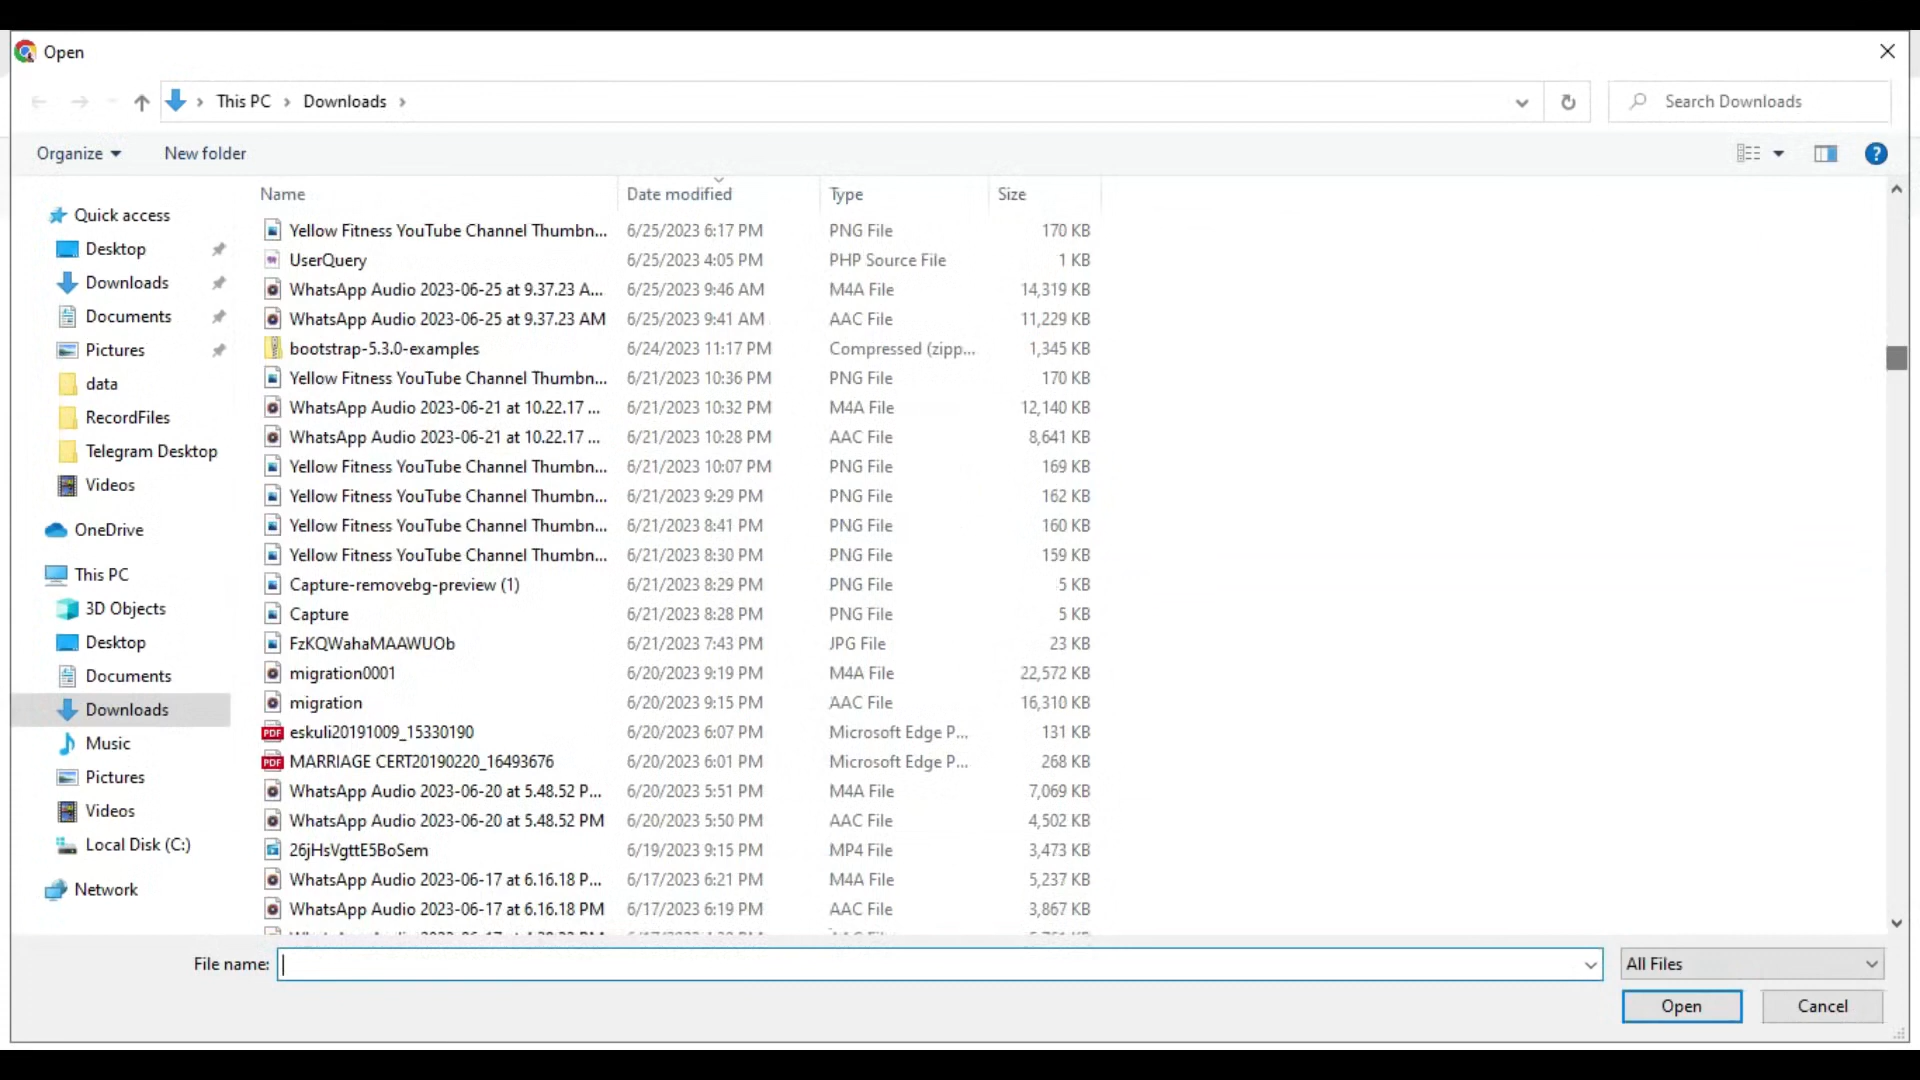 Open
This PC > Downloads >
Search Downloads
Organize
New folder
Name Date modified Type Size
Quick access
Desktop
Downloads
Documents
Pictures
data
RecordFiles
Telegram Desktop
Videos
OneDrive
This PC
3D Objects
Desktop
Documents
Downloads
Music
Pictures
Videos
Local Disk (C:)
Network
Yellow Fitness YouTube Channel Thumbn... 6/25/2023 6:17 PM PNG File 170 KB
UserQuery 6/25/2023 4:05 PM PHP Source File 1 KB
WhatsApp Audio 2023-06-25 at 9.37.23 A... 6/25/2023 9:46 AM M4A File 14,319 KB
WhatsApp Audio 2023-06-25 at 9.37.23 AM 6/25/2023 9:41 AM AAC File 11,229 KB
bootstrap-5.3.0-examples 6/24/2023 11:17 PM Compressed (zipp... 1,345 KB
Yellow Fitness YouTube Channel Thumbn... 6/21/2023 10:36 PM PNG File 170 KB
WhatsApp Audio 2023-06-21 at 10.22.17 ... 6/21/2023 10:32 PM M4A File 12,140 KB
WhatsApp Audio 2023-06-21 at 10.22.17 ... 6/21/2023 10:28 PM AAC File 8,641 KB
Yellow Fitness YouTube Channel Thumbn... 6/21/2023 10:07 PM PNG File 169 KB
Yellow Fitness YouTube Channel Thumbn... 6/21/2023 9:29 PM PNG File 162 KB
Yellow Fitness YouTube Channel Thumbn... 6/21/2023 8:41 PM PNG File 160 KB
Yellow Fitness YouTube Channel Thumbn... 6/21/2023 8:30 PM PNG File 159 KB
Capture-removebg-preview (1) 6/21/2023 8:29 PM PNG File 5 KB
Capture 6/21/2023 8:28 PM PNG File 5 KB
FzKQWahaMAAWUOb 6/21/2023 7:43 PM JPG File 23 KB
migration0001 6/20/2023 9:19 PM M4A File 22,572 KB
migration 6/20/2023 9:15 PM AAC File 16,310 KB
eskuli20191009_15330190 6/20/2023 6:07 PM Microsoft Edge P... 131 KB
MARRIAGE CERT20190220_16493676 6/20/2023 6:01 PM Microsoft Edge P... 268 KB
WhatsApp Audio 2023-06-20 at 5.48.52 P... 6/20/2023 5:51 PM M4A File 7,069 KB
WhatsApp Audio 2023-06-20 at 5.48.52 PM 6/20/2023 5:50 PM AAC File 4,502 KB
26jHsVgttE5BoSem 6/19/2023 9:15 PM MP4 File 3,473 KB
WhatsApp Audio 2023-06-17 at 6.16.18 P... 6/17/2023 6:21 PM M4A File 5,237 KB
WhatsApp Audio 2023-06-17 at 6.16.18 PM 6/17/2023 6:19 PM AAC File 3,867 KB
File name:
All Files
Open
Cancel